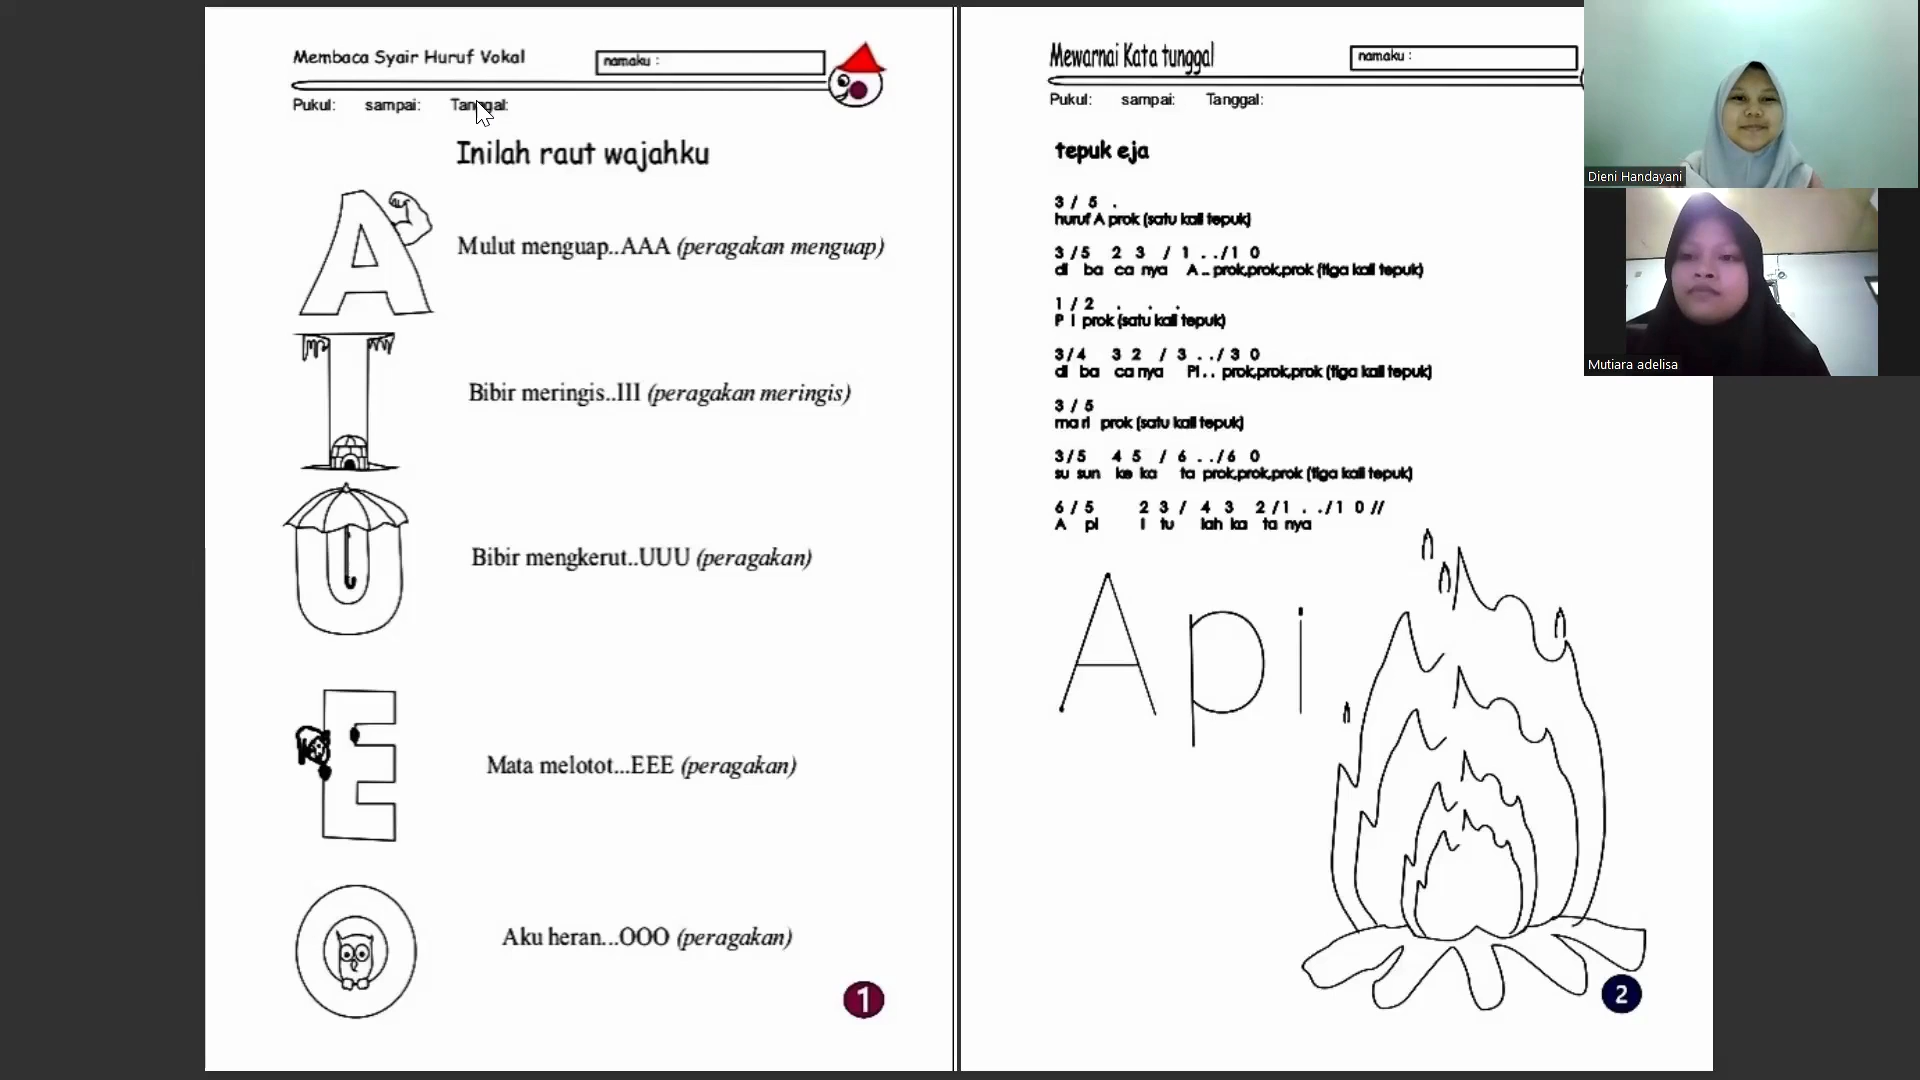 Membaca Syair Huruf Vokal
namaku :
Pukul: sampai: Tanggal:
Inilah raut wajahku
A
Mulut menguap..AAA (peragakan menguap)
I
Bibir meringis..III (peragakan meringis)
U
Bibir mengkerut..UUU (peragakan)
E
Mata melotot...EEE (peragakan)
O
Aku heran...OOO (peragakan)
1
Mewarnai Kata tunggal
namaku :
Pukul: sampai: Tanggal:
tepuk eja
3 / 5 .
huruf A prok (satu kali tepuk)
3 /5 2 3 / 1 . ./1 0
di ba ca nya A .. prok,prok,prok (tiga kali tepuk)
1 / 2 . . .
P i prok (satu kali tepuk)
3/4 3 2 / 3 . ./ 3 0
di ba ca nya Pi . . prok,prok,prok (tiga kali tepuk)
3 / 5
ma ri prok (satu kali tepuk)
3/5 4 5 / 6 . ./6 0
su sun ke ka ta prok,prok,prok (tiga kali tepuk)
6 / 5 2 3 / 4 3 2 /1 . ./1 0 //
A pi i tu lah ka ta nya
Api
2
Dieni Handayani
Mutiara adelisa